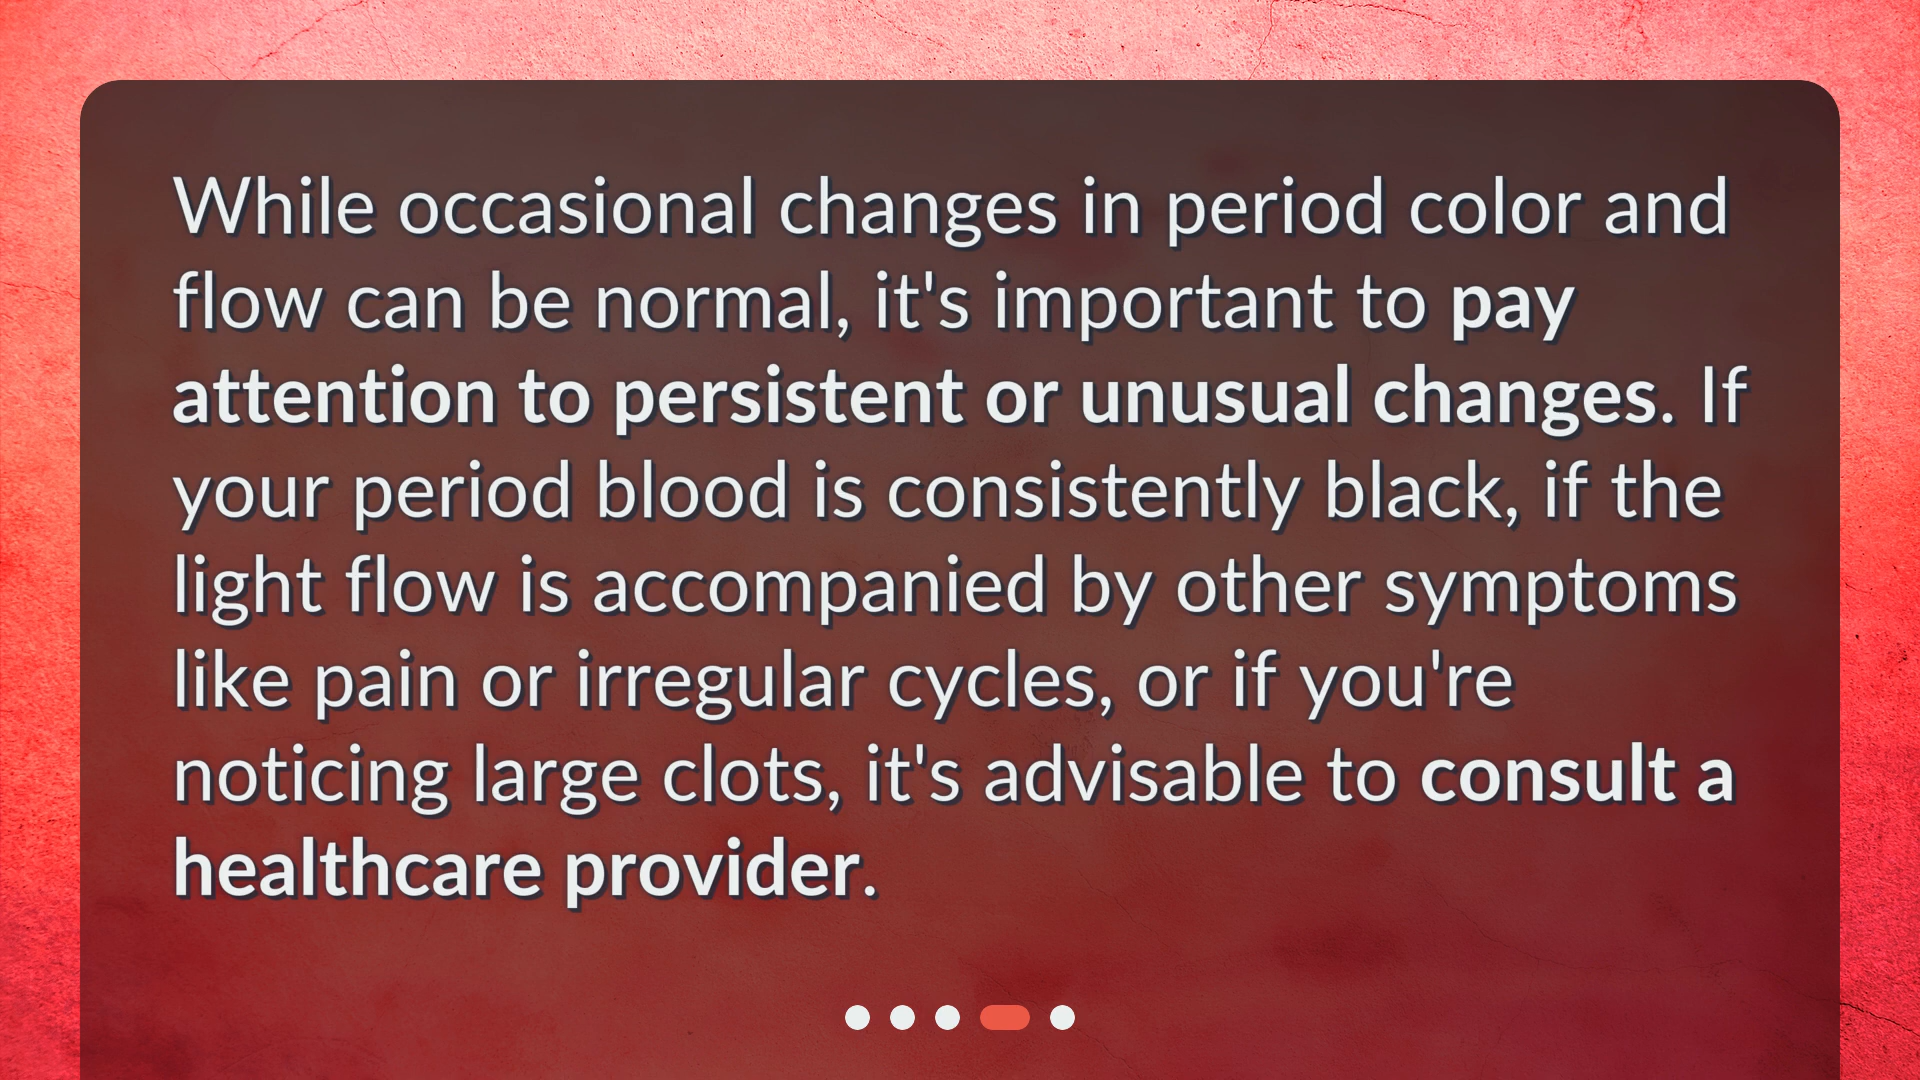 While occasional changes in period color and
flow can be normal, it's important to pay
attention to persistent or unusual changes. If
your period blood is consistently black, if the
light flow is accompanied by other symptoms
like pain or irregular cycles, or if you're
noticing large clots, it's advisable to consult a
healthcare provider.